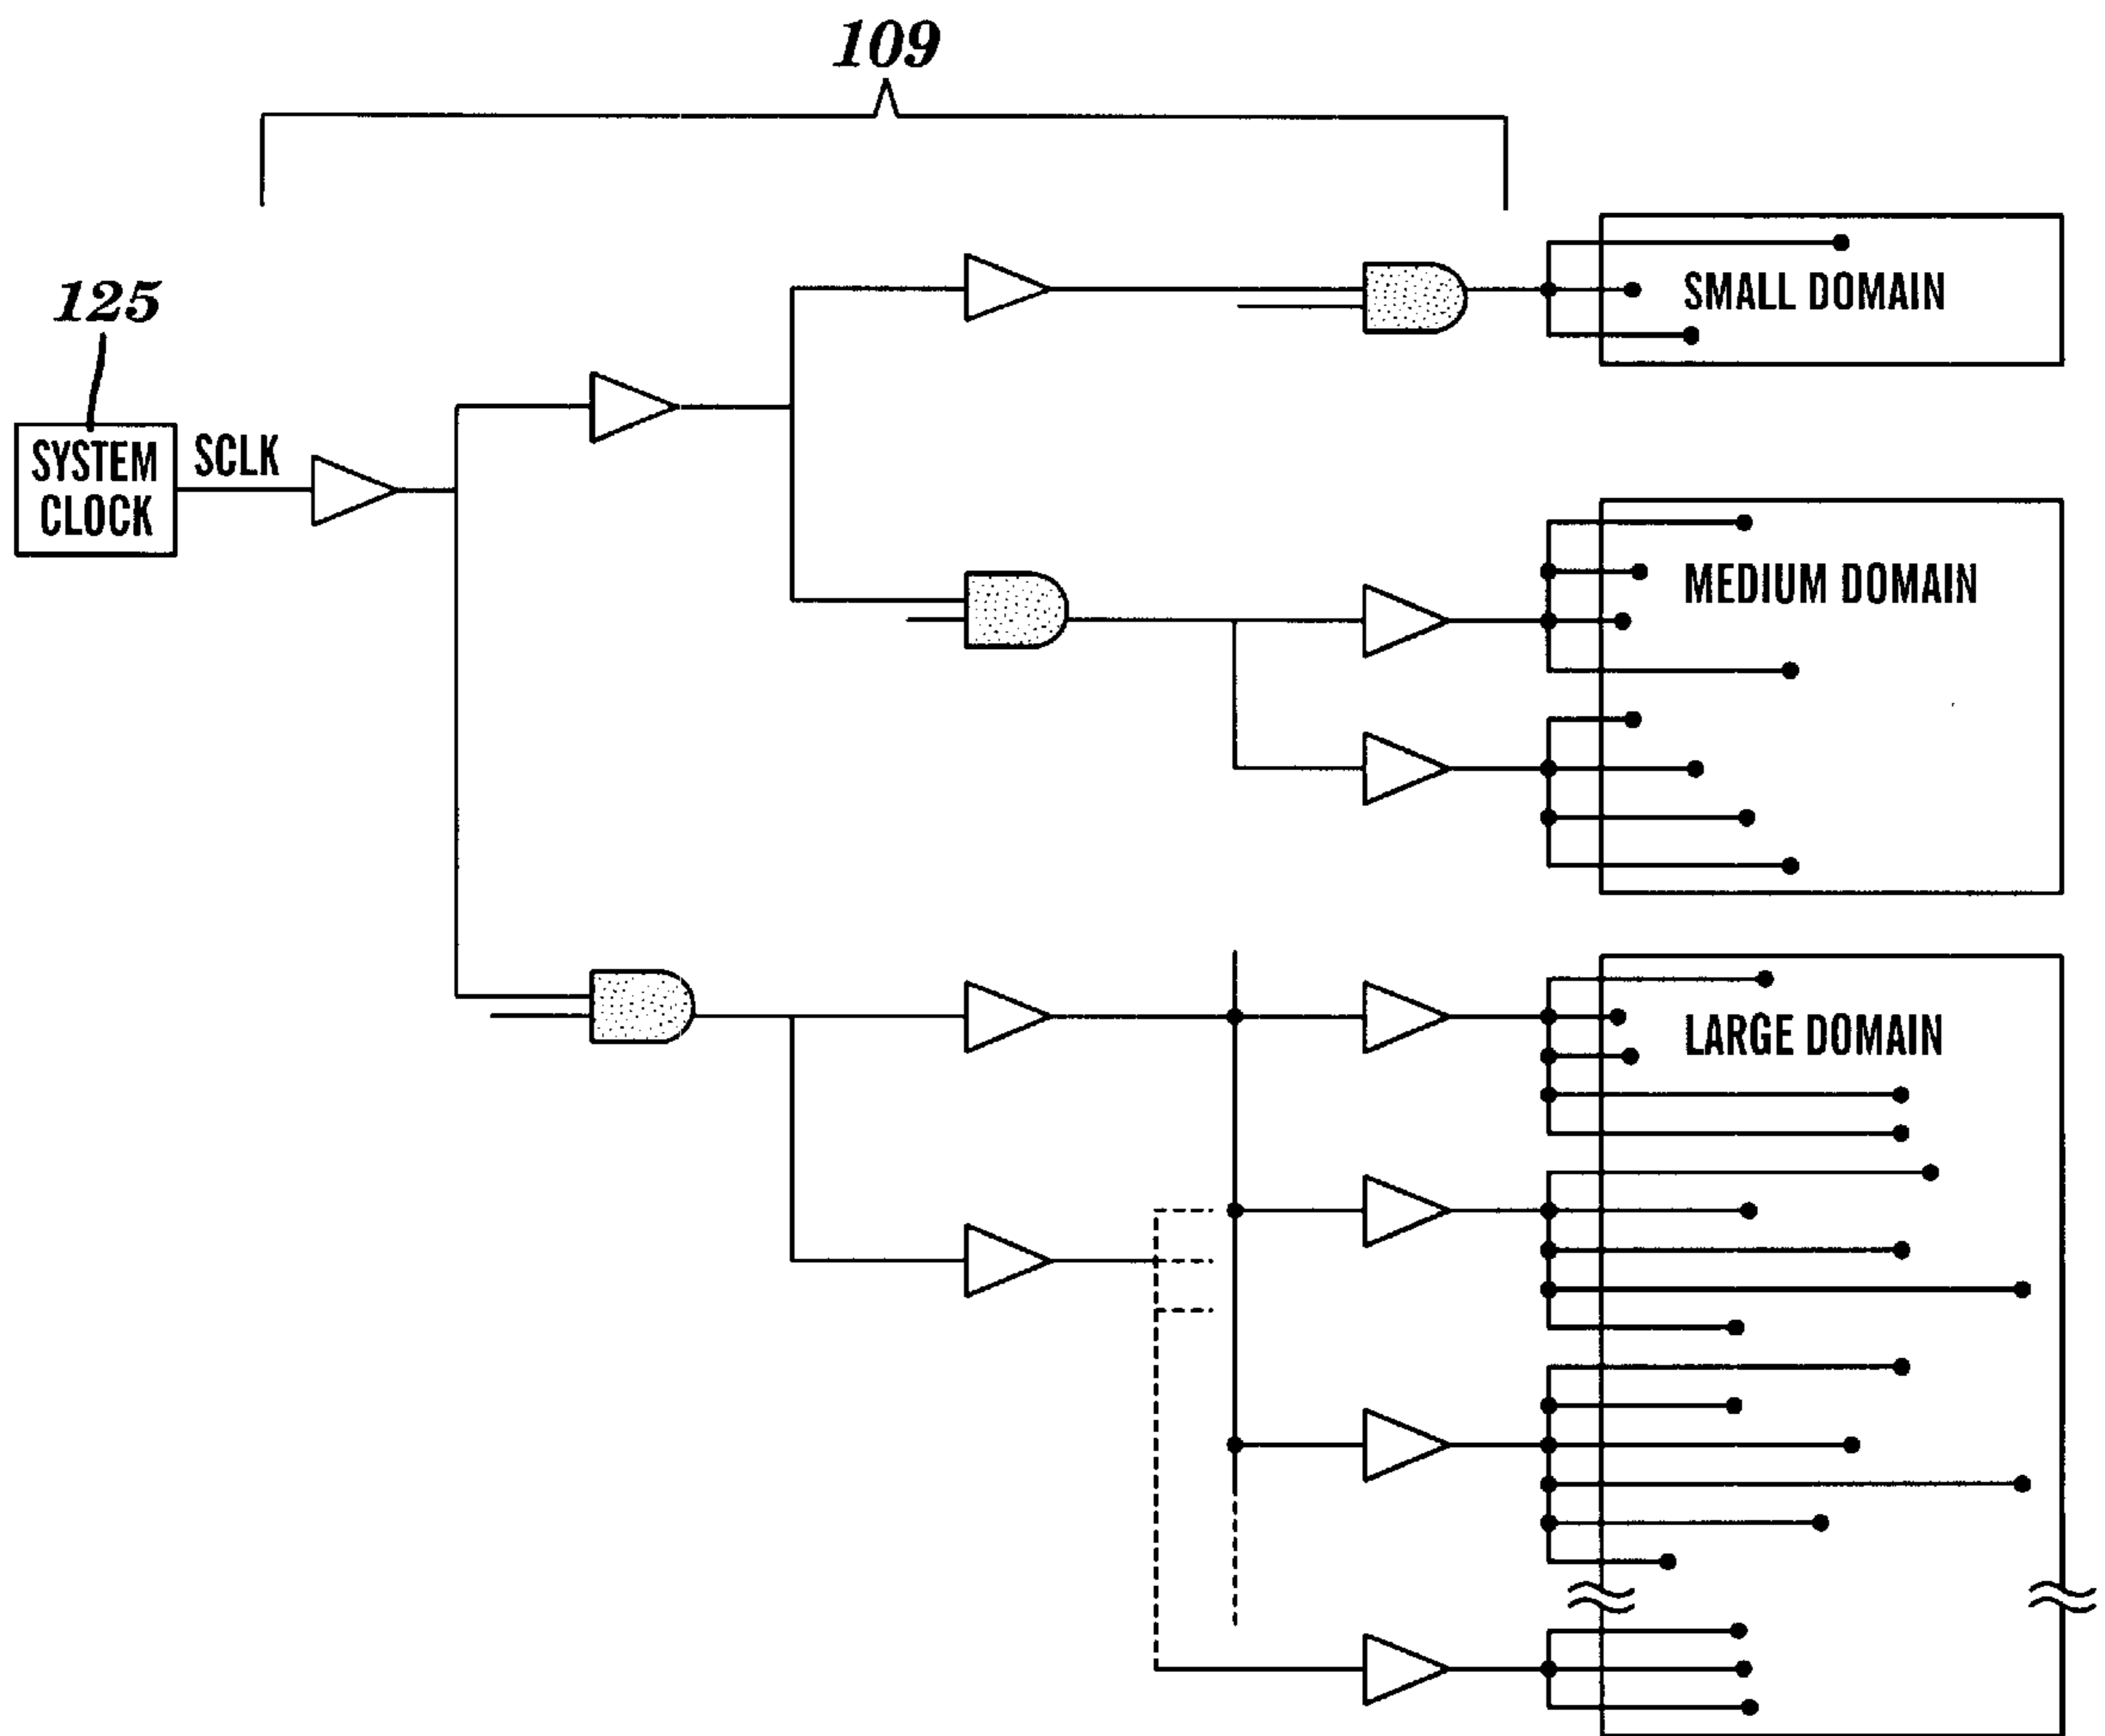 109
125
SYSTEM
CLOCK
SCLK
SMALL DOMAIN
MEDIUM DOMAIN
LARGE DOMAIN